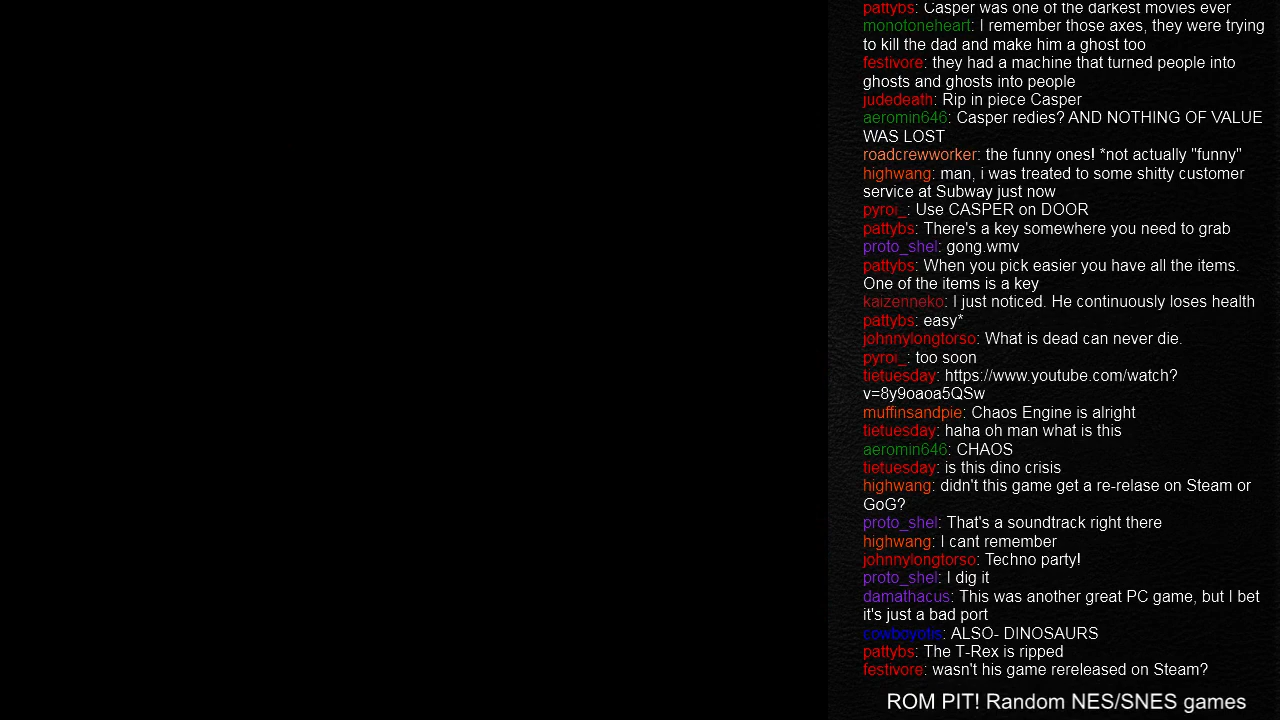 pattybs: Casper was one of the darkest movies ever
monotoneheart: I remember those axes, they were trying
to kill the dad and make him a ghost too
festivore: they had a machine that turned people into
ghosts and ghosts into people
judedeath: Rip in piece Casper
aeromin646: Casper redies? AND NOTHING OF VALUE
WAS LOST
roadcrewworker: the funny ones! *not actually "funny"
highwang: man, i was treated to some shitty customer
service at Subway just now
pyroi_: Use CASPER on DOOR
pattybs: There's a key somewhere you need to grab
proto_shel: gong.wmv
pattybs: When you pick easier you have all the items.
One of the items is a key
kaizenneko: I just noticed. He continuously loses health
pattybs: easy*
johnnylongtorso: What is dead can never die.
pyroi_: too soon
tietuesday: https://www.youtube.com/watch?
v=8y9oaoa5QSw
muffinsandpie: Chaos Engine is alright
tietuesday: haha oh man what is this
aeromin646: CHAOS
tietuesday: is this dino crisis
highwang: didn't this game get a re-relase on Steam or
GoG?
proto_shel: That's a soundtrack right there
highwang: I cant remember
johnnylongtorso: Techno party!
proto_shel: I dig it
damathacus: This was another great PC game, but I bet
it's just a bad port
cowboyotis: ALSO- DINOSAURS
pattybs: The T-Rex is ripped
festivore: wasn't his game rereleased on Steam?
ROM PIT! Random NES/SNES games